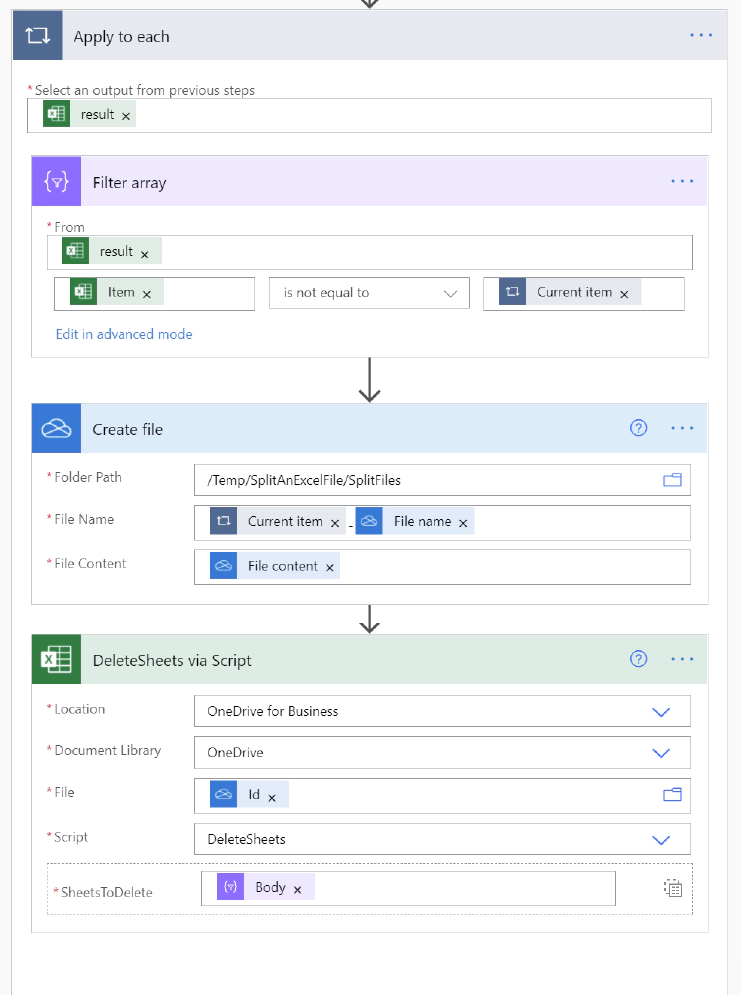 Apply to each
* Select an output from previous steps
result ×
Filter array
* From
result ×
Item × is not equal to Current item ×
Edit in advanced mode
Create file
* Folder Path /Temp/SplitAnExcelFile/SplitFiles
* File Name Current item × - File name ×
* File Content File content ×
DeleteSheets via Script
* Location OneDrive for Business
* Document Library OneDrive
* File Id ×
* Script DeleteSheets
* SheetsToDelete Body ×